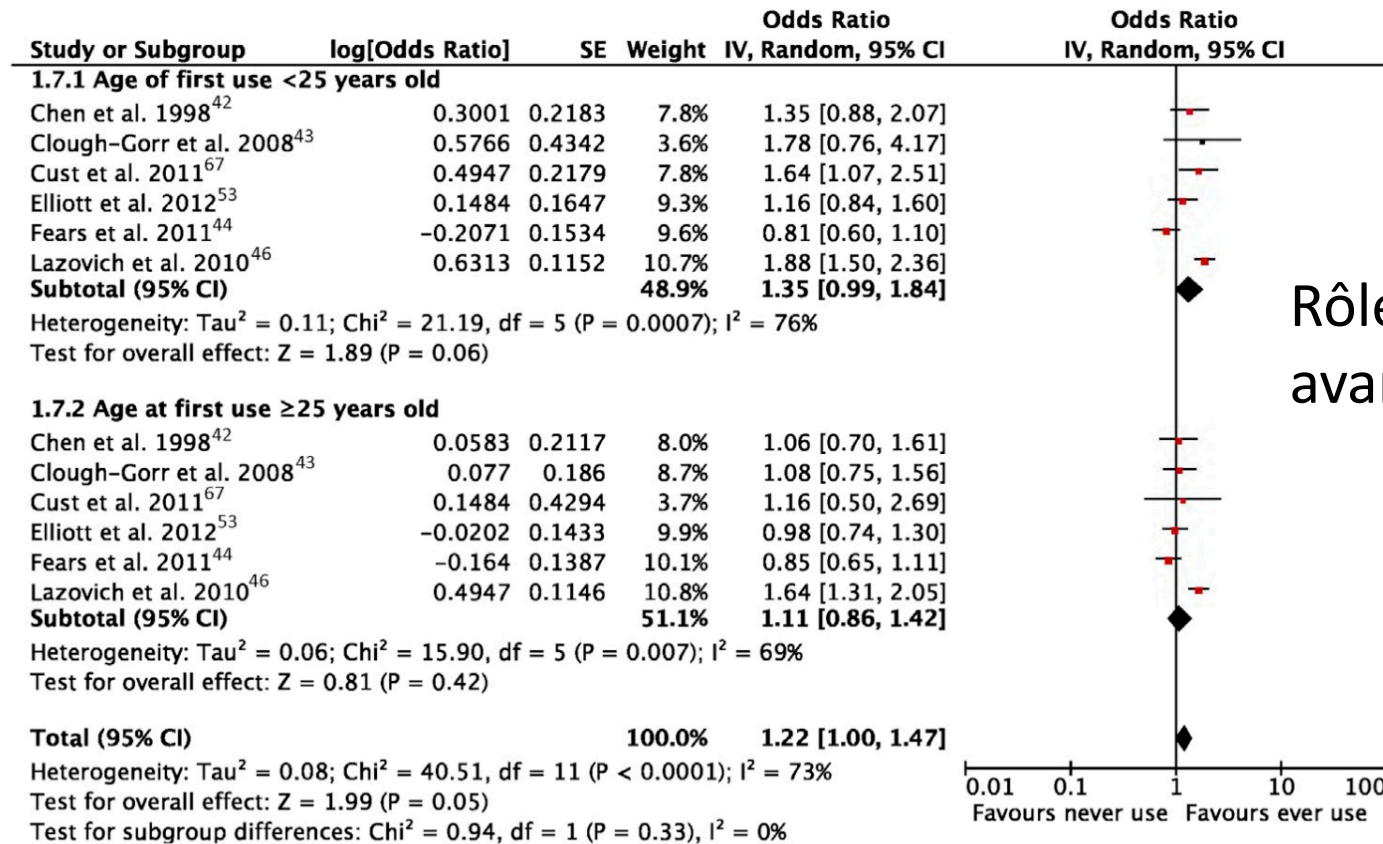 Odds Ratio Odds Ratio
Study or Subgroup log[Odds Ratio] SE Weight IV, Random, 95% CI IV, Random, 95% CI
1.7.1 Age of first use <25 years old
Chen et al. 1998⁴² 0.3001 0.2183 7.8% 1.35 [0.88, 2.07]
Clough-Gorr et al. 2008⁴³ 0.5766 0.4342 3.6% 1.78 [0.76, 4.17]
Cust et al. 2011⁶⁷ 0.4947 0.2179 7.8% 1.64 [1.07, 2.51]
Elliott et al. 2012⁵³ 0.1484 0.1647 9.3% 1.16 [0.84, 1.60]
Fears et al. 2011⁴⁴ −0.2071 0.1534 9.6% 0.81 [0.60, 1.10]
Lazovich et al. 2010⁴⁶ 0.6313 0.1152 10.7% 1.88 [1.50, 2.36]
Subtotal (95% CI) 48.9% 1.35 [0.99, 1.84]
Heterogeneity: Tau² = 0.11; Chi² = 21.19, df = 5 (P = 0.0007); I² = 76%
Test for overall effect: Z = 1.89 (P = 0.06)
Rôle
1.7.2 Age at first use ≥25 years old
Chen et al. 1998⁴² 0.0583 0.2117 8.0% 1.06 [0.70, 1.61]
Clough-Gorr et al. 2008⁴³ 0.077 0.186 8.7% 1.08 [0.75, 1.56]
Cust et al. 2011⁶⁷ 0.1484 0.4294 3.7% 1.16 [0.50, 2.69]
Elliott et al. 2012⁵³ −0.0202 0.1433 9.9% 0.98 [0.74, 1.30]
Fears et al. 2011⁴⁴ −0.164 0.1387 10.1% 0.85 [0.65, 1.11]
Lazovich et al. 2010⁴⁶ 0.4947 0.1146 10.8% 1.64 [1.31, 2.05]
Subtotal (95% CI) 51.1% 1.11 [0.86, 1.42]
Heterogeneity: Tau² = 0.06; Chi² = 15.90, df = 5 (P = 0.007); I² = 69%
Test for overall effect: Z = 0.81 (P = 0.42)
Total (95% CI) 100.0% 1.22 [1.00, 1.47]
Heterogeneity: Tau² = 0.08; Chi² = 40.51, df = 11 (P < 0.0001); I² = 73%
Test for overall effect: Z = 1.99 (P = 0.05)
Test for subgroup differences: Chi² = 0.94, df = 1 (P = 0.33), I² = 0%
0.01 0.1 1 10 100
Favours never use Favours ever use